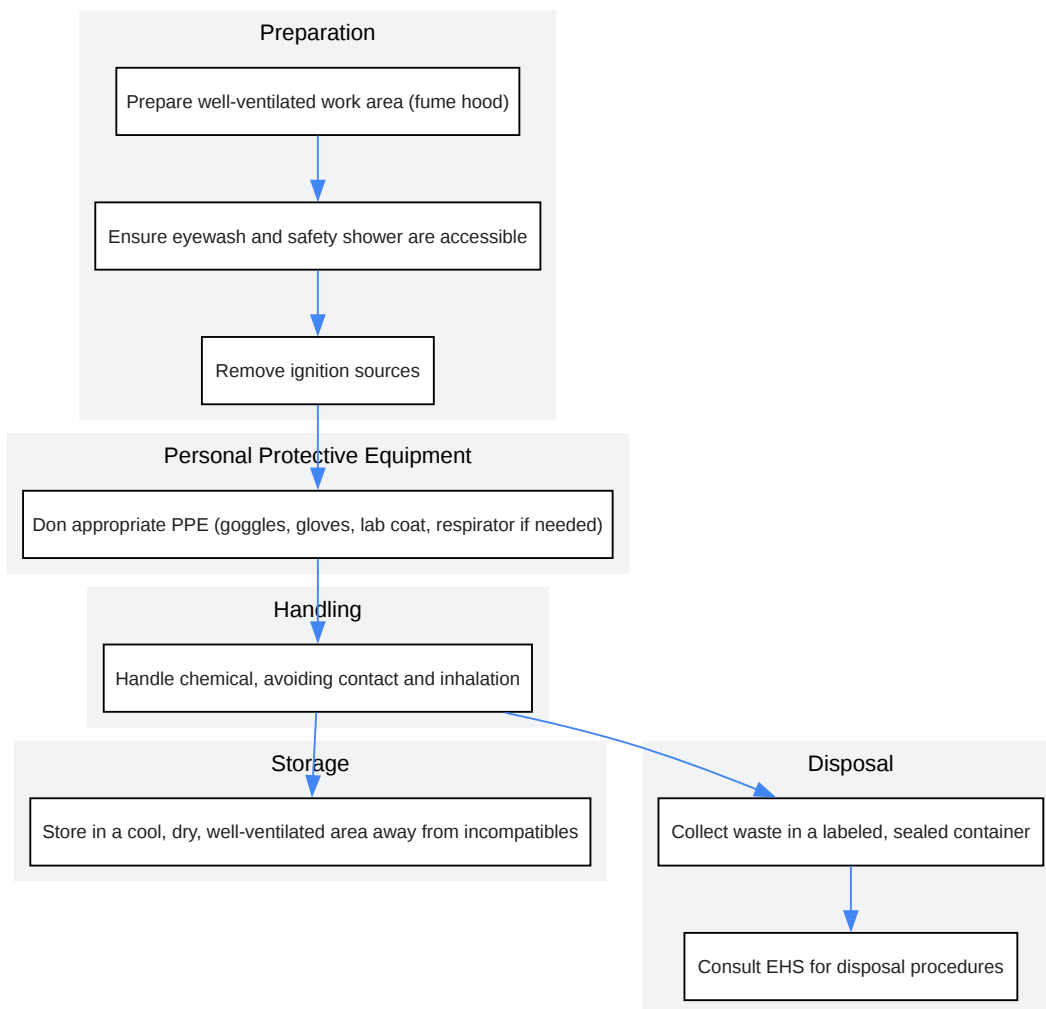 Preparation
Prepare well-ventilated work area (fume hood)
Ensure eyewash and safety shower are accessible
Remove ignition sources
Personal Protective Equipment
Don appropriate PPE (goggles, gloves, lab coat, respirator if needed)
Handling
Handle chemical, avoiding contact and inhalation
Storage
Store in a cool, dry, well-ventilated area away from incompatibles
Disposal
Collect waste in a labeled, sealed container
Consult EHS for disposal procedures